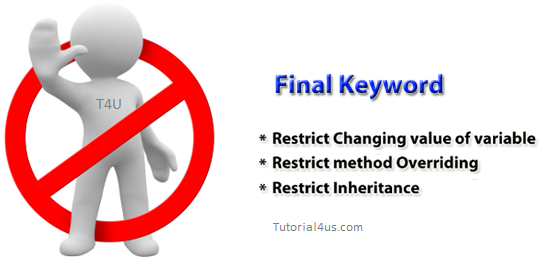 T4U
Final Keyword
* Restrict Changing value of variable
* Restrict method Overriding
* Restrict Inheritance
Tutorial4us.com